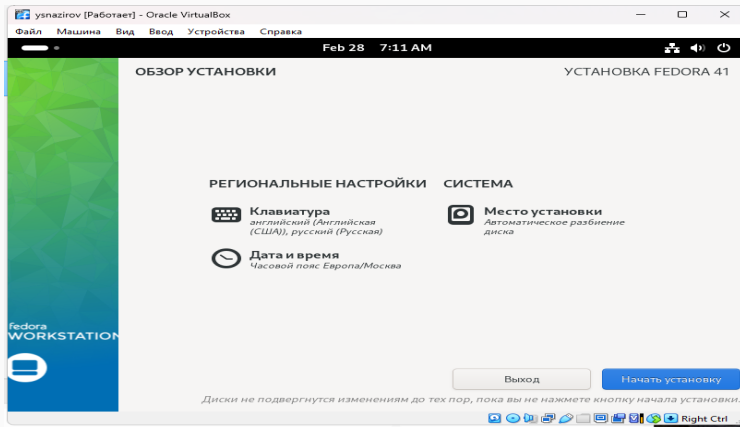 ysnazirov [Работает] - Oracle VirtualBox
Файл Машина Вид Ввод Устройства Справка
Feb 28 7:11 AM
ОБЗОР УСТАНОВКИ
УСТАНОВКА FEDORA 41
РЕГИОНАЛЬНЫЕ НАСТРОЙКИ
СИСТЕМА
Клавиатура
английский (Английская
(США)), русский (Русская)
Место установки
Автоматическое разбиение
диска
Дата и время
Часовой пояс Европа/Москва
fedora
WORKSTATION
Выход
Начать установку
Диски не подвергнутся изменениям до тех пор, пока вы не нажмете кнопку начала установки.
Right Ctrl